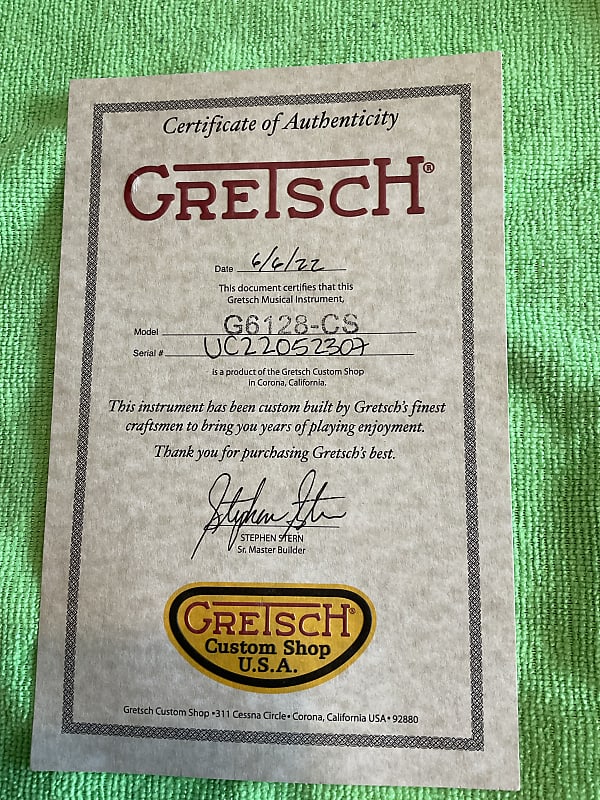 Certificate of Authenticity
GRETSCH®
Date 6/6/22
This document certifies that this
Gretsch Musical Instrument,
Model G6128-CS
Serial # UC22052307
is a product of the Gretsch Custom Shop
in Corona, California.
This instrument has been custom built by Gretsch's finest
craftsmen to bring you years of playing enjoyment.
Thank you for purchasing Gretsch's best.
Stephen Stern
STEPHEN STERN
Sr. Master Builder
GRETSCH®
Custom Shop
U.S.A.
Gretsch Custom Shop •311 Cessna Circle• Corona, California USA• 92880